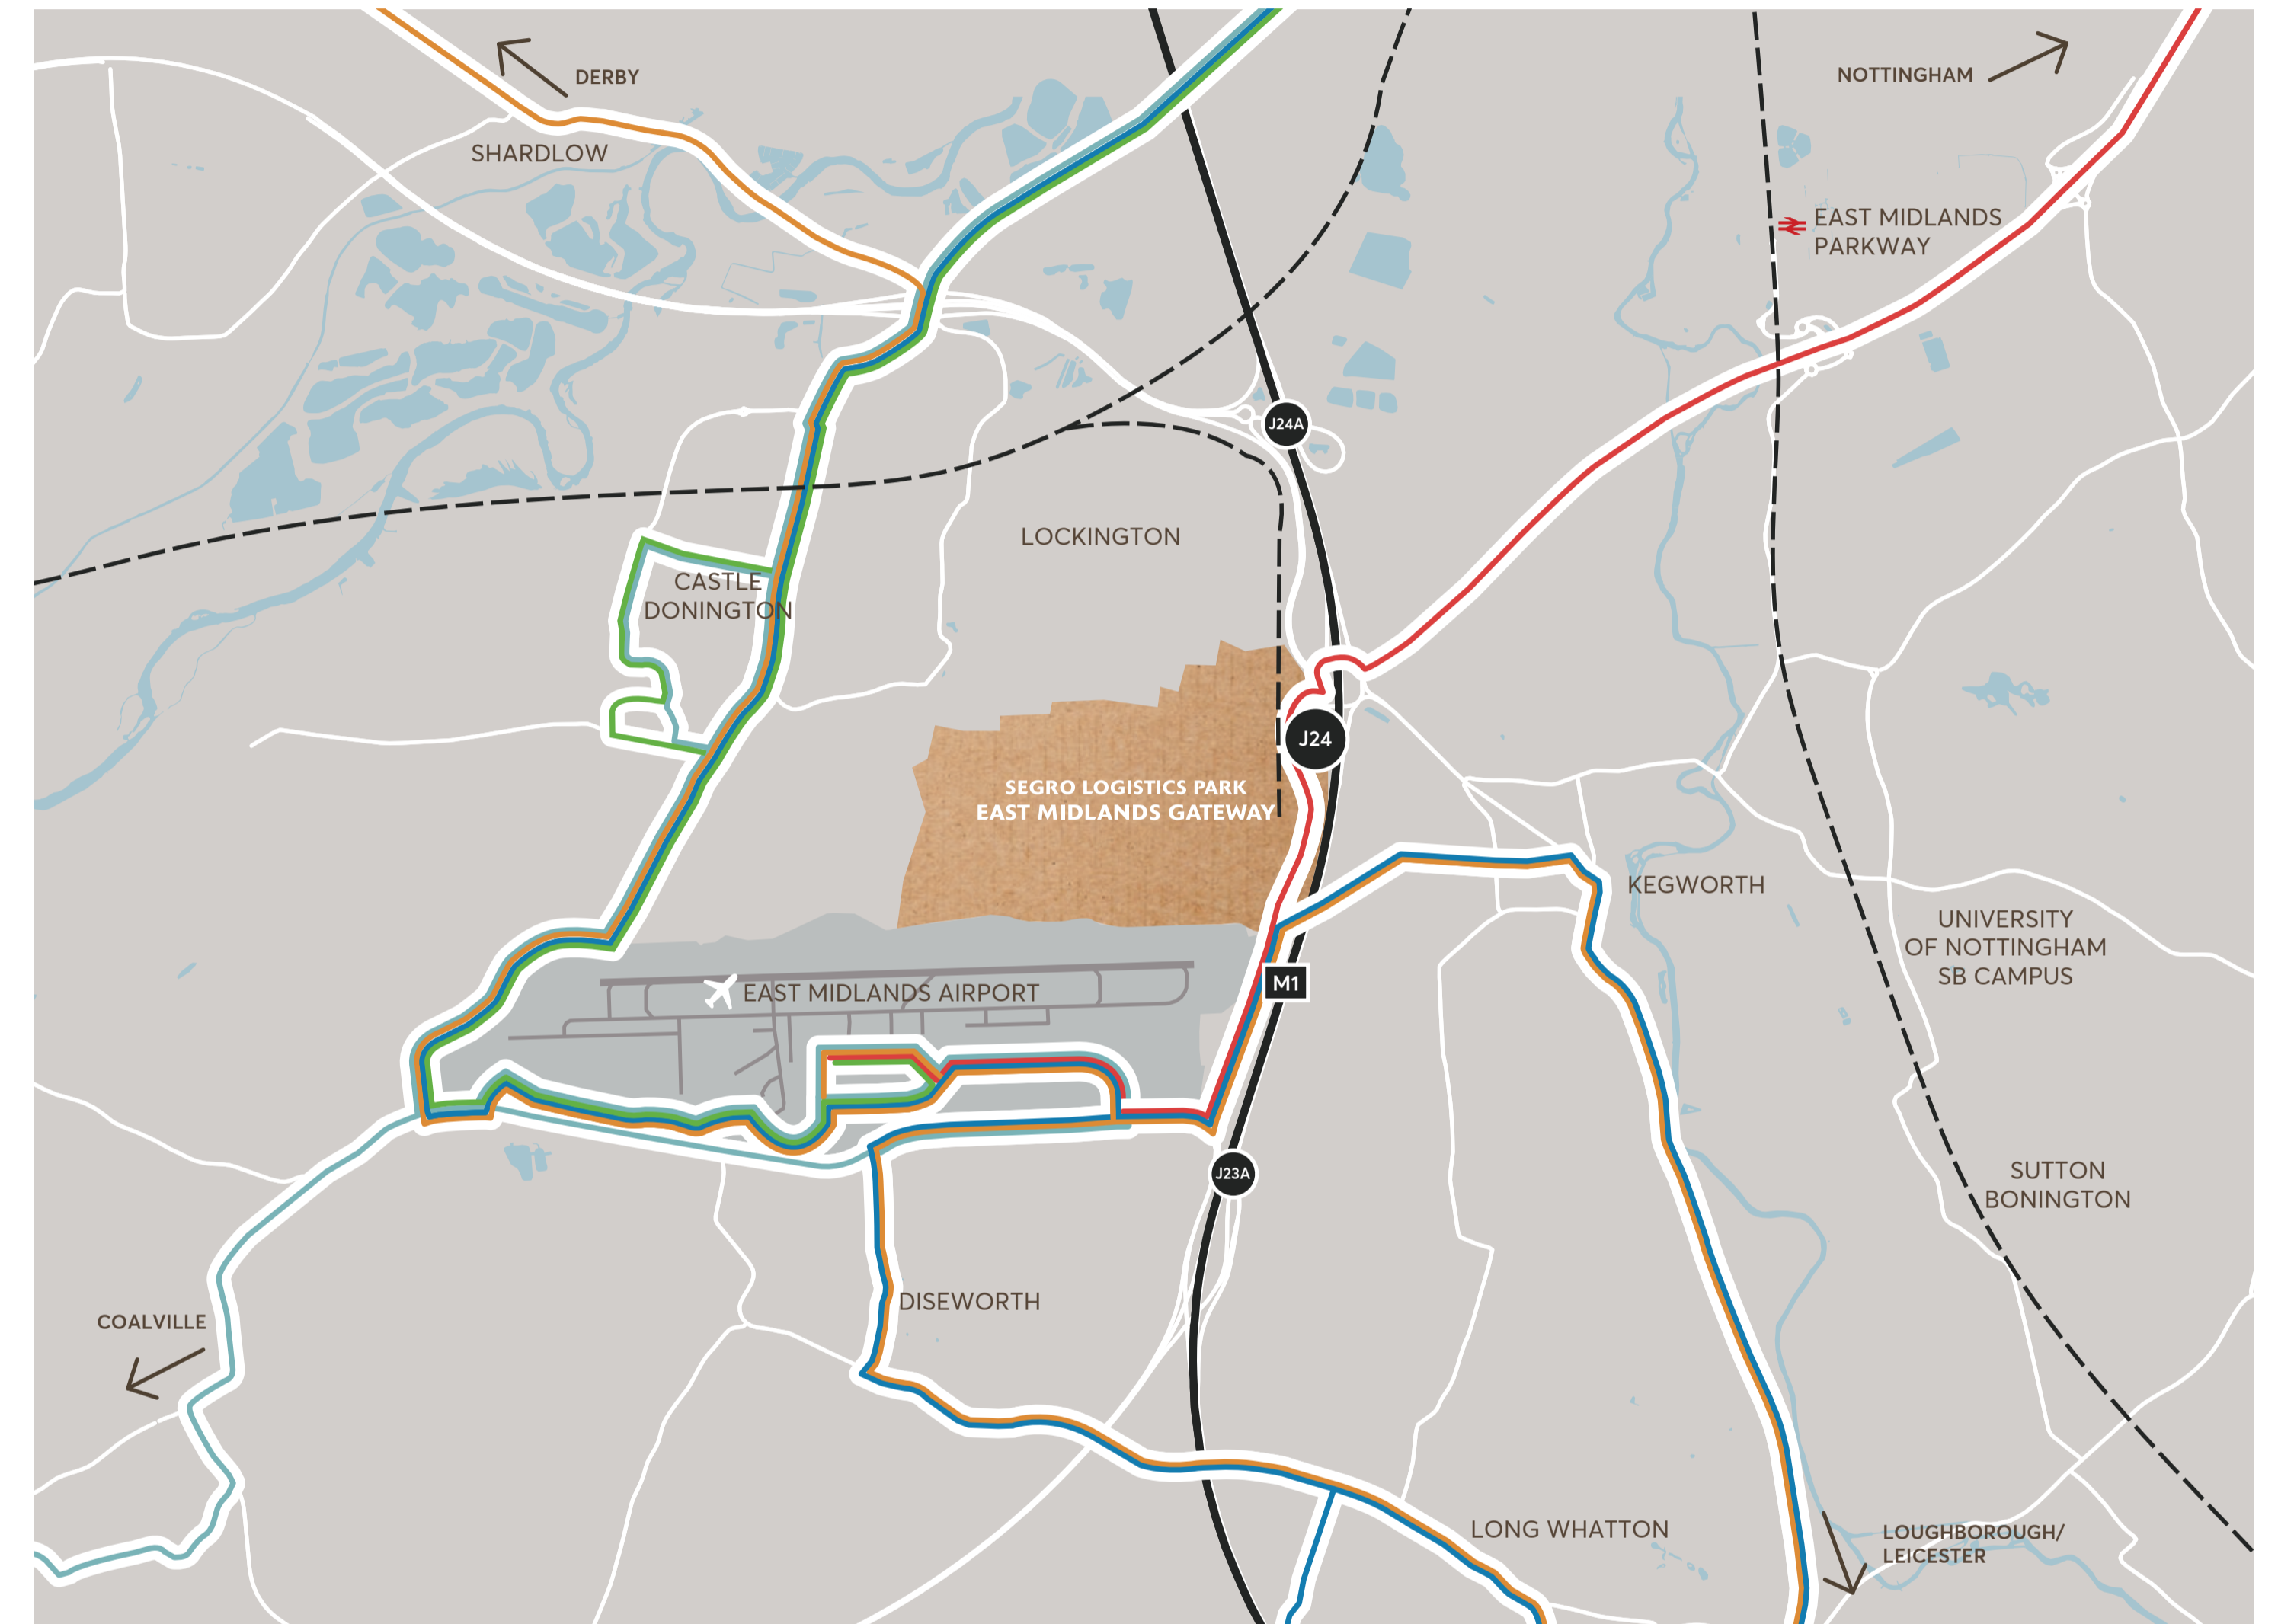 DERBY
NOTTINGHAM
SHARDLOW
EAST MIDLANDS
PARKWAY
J24A
LOCKINGTON
CASTLE
DONINGTON
J24
SEGRO LOGISTICS PARK
EAST MIDLANDS GATEWAY
KEGWORTH
UNIVERSITY
OF NOTTINGHAM
SB CAMPUS
M1
EAST MIDLANDS AIRPORT
J23A
SUTTON
BONINGTON
DISEWORTH
COALVILLE
LONG WHATTON
LOUGHBOROUGH/
LEICESTER